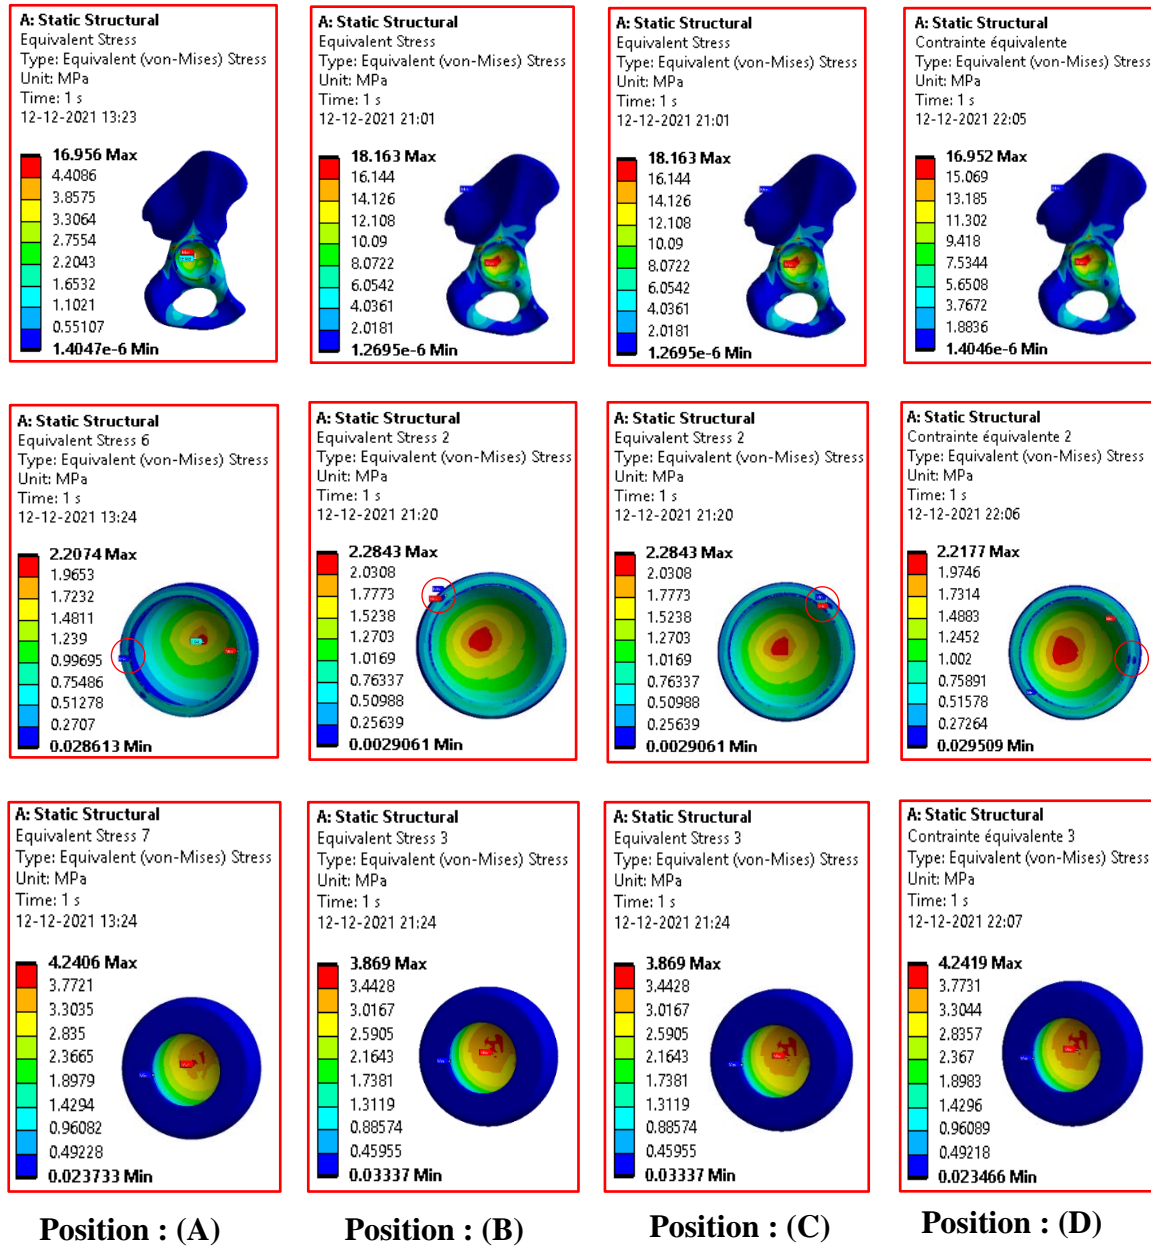 A: Static Structural
Equivalent Stress
Type: Equivalent (von-Mises) Stress
Unit: MPa
Time: 1 s
12-12-2021 13:23
16.956 Max
4.4086
3.8575
3.3064
2.7554
2.2043
1.6532
1.1021
0.55107
1.4047e-6 Min
A: Static Structural
Equivalent Stress
Type: Equivalent (von-Mises) Stress
Unit: MPa
Time: 1 s
12-12-2021 21:01
18.163 Max
16.144
14.126
12.108
10.09
8.0722
6.0542
4.0361
2.0181
1.2695e-6 Min
A: Static Structural
Equivalent Stress
Type: Equivalent (von-Mises) Stress
Unit: MPa
Time: 1 s
12-12-2021 21:01
18.163 Max
16.144
14.126
12.108
10.09
8.0722
6.0542
4.0361
2.0181
1.2695e-6 Min
A: Static Structural
Contrainte équivalente
Type: Equivalent (von-Mises) Stress
Unit: MPa
Time: 1 s
12-12-2021 22:05
16.952 Max
15.069
13.185
11.302
9.418
7.5344
5.6508
3.7672
1.8836
1.4046e-6 Min
A: Static Structural
Equivalent Stress 6
Type: Equivalent (von-Mises) Stress
Unit: MPa
Time: 1 s
12-12-2021 13:24
2.2074 Max
1.9653
1.7232
1.4811
1.239
0.99695
0.75486
0.51278
0.2707
0.028613 Min
A: Static Structural
Equivalent Stress 2
Type: Equivalent (von-Mises) Stress
Unit: MPa
Time: 1 s
12-12-2021 21:20
2.2843 Max
2.0308
1.7773
1.5238
1.2703
1.0169
0.76337
0.50988
0.25639
0.0029061 Min
A: Static Structural
Equivalent Stress 2
Type: Equivalent (von-Mises) Stress
Unit: MPa
Time: 1 s
12-12-2021 21:20
2.2843 Max
2.0308
1.7773
1.5238
1.2703
1.0169
0.76337
0.50988
0.25639
0.0029061 Min
A: Static Structural
Contrainte équivalente 2
Type: Equivalent (von-Mises) Stress
Unit: MPa
Time: 1 s
12-12-2021 22:06
2.2177 Max
1.9746
1.7314
1.4883
1.2452
1.002
0.75891
0.51578
0.27264
0.029509 Min
A: Static Structural
Equivalent Stress 7
Type: Equivalent (von-Mises) Stress
Unit: MPa
Time: 1 s
12-12-2021 13:24
4.2406 Max
3.7721
3.3035
2.835
2.3665
1.8979
1.4294
0.96082
0.49228
0.023733 Min
A: Static Structural
Equivalent Stress 3
Type: Equivalent (von-Mises) Stress
Unit: MPa
Time: 1 s
12-12-2021 21:24
3.869 Max
3.4428
3.0167
2.5905
2.1643
1.7381
1.3119
0.88574
0.45955
0.03337 Min
A: Static Structural
Equivalent Stress 3
Type: Equivalent (von-Mises) Stress
Unit: MPa
Time: 1 s
12-12-2021 21:24
3.869 Max
3.4428
3.0167
2.5905
2.1643
1.7381
1.3119
0.88574
0.45955
0.03337 Min
A: Static Structural
Contrainte équivalente 3
Type: Equivalent (von-Mises) Stress
Unit: MPa
Time: 1 s
12-12-2021 22:07
4.2419 Max
3.7731
3.3044
2.8357
2.367
1.8983
1.4296
0.96089
0.49218
0.023466 Min
Position : (A)
Position : (B)
Position : (C)
Position : (D)